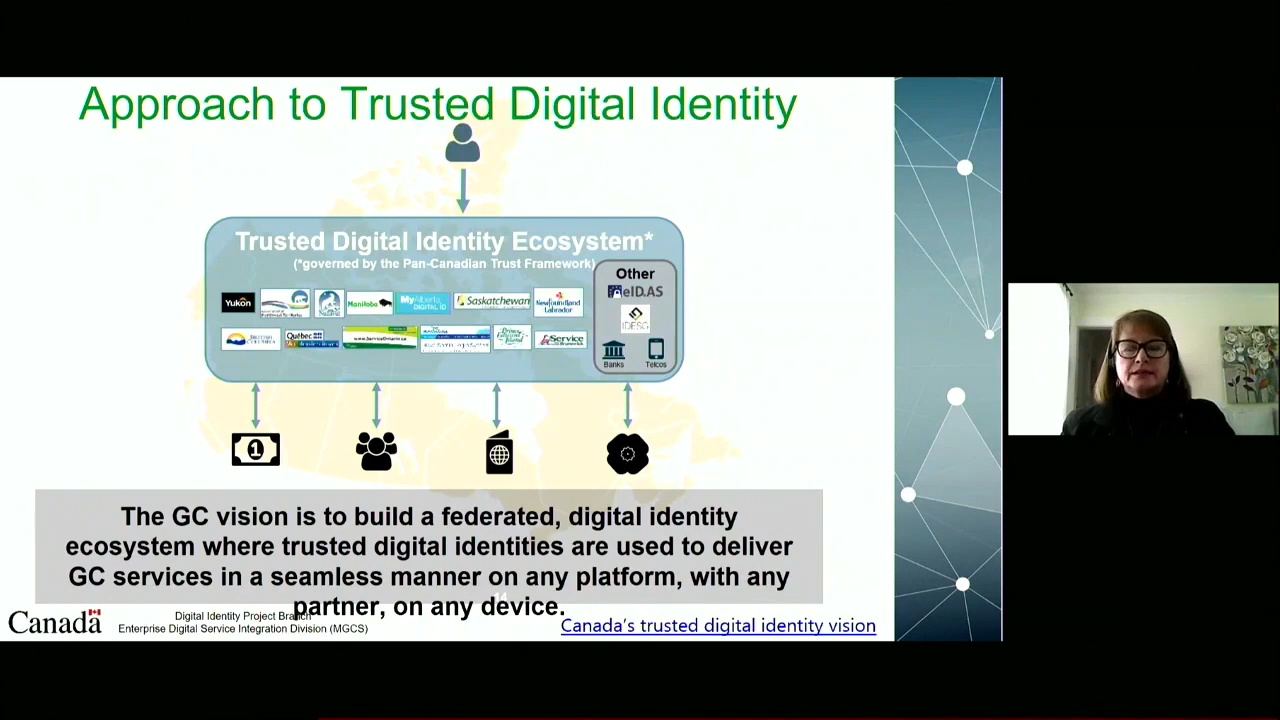 Approach to Trusted Digital Identity
Trusted Digital Identity Ecosystem*
(*governed by the Pan-Canadian Trust Framework)
Other
eID.AS
Yukon
Manitoba
MyAlberta
DIGITAL ID
Saskatchewan
Newfoundland
Labrador
IDESG
BRITISH
COLUMBIA
Québec
www.ServiceOntario.ca
Prince
Edward
Island
Service
Banks
Telcos
1
The GC vision is to build a federated, digital identity
ecosystem where trusted digital identities are used to deliver
GC services in a seamless manner on any platform, with any
partner, on any device.
14
Canada
Digital Identity Project Branch
Enterprise Digital Service Integration Division (MGCS)
Canada's trusted digital identity vision